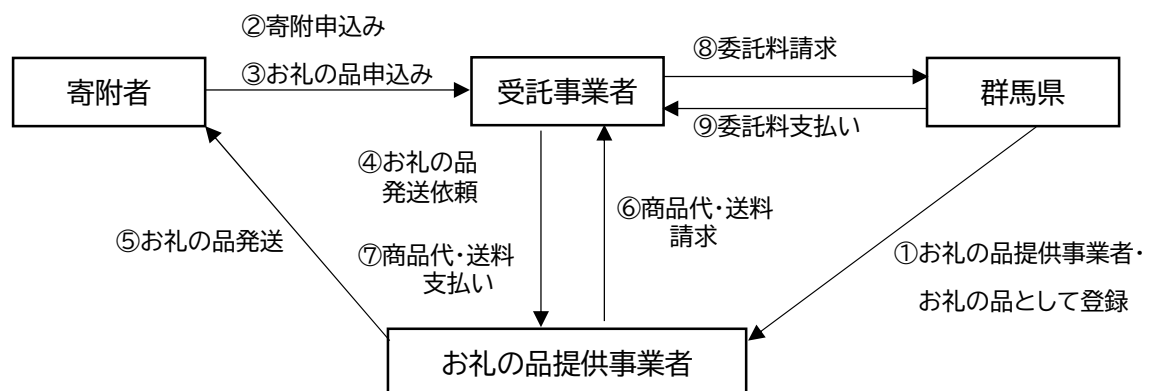 ②寄附申込み
③お礼の品申込み
⑧委託料請求
寄附者
受託事業者
群馬県
⑨委託料支払い
④お礼の品
発送依頼
⑥商品代・送料
請求
⑤お礼の品発送
⑦商品代・送料
支払い
①お礼の品提供事業者・
お礼の品として登録
お礼の品提供事業者